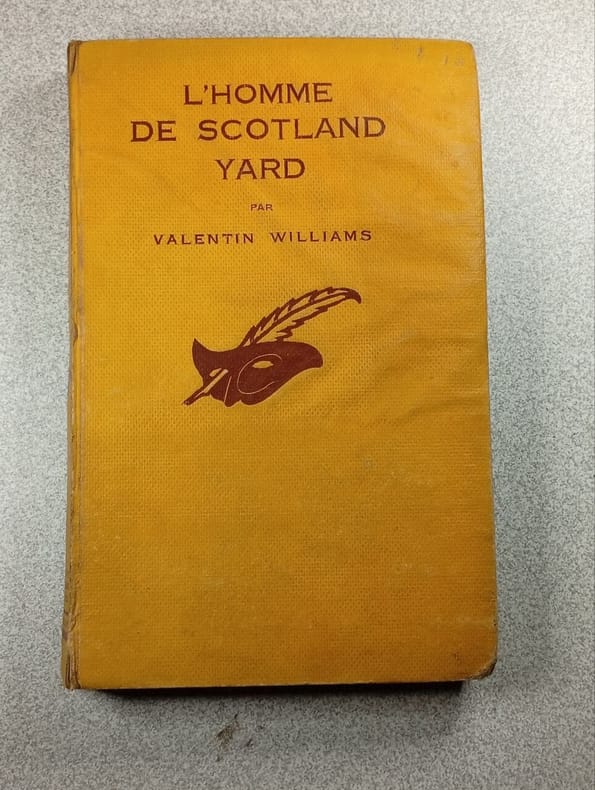 L'HOMME
DE SCOTLAND
YARD
PAR
VALENTIN WILLIAMS